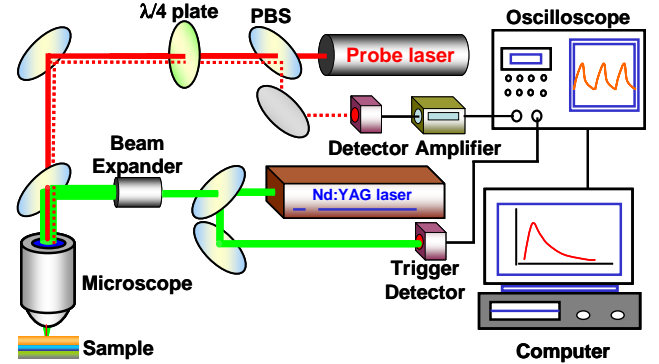 λ/4 plate
PBS
Oscilloscope
Probe laser
Beam
Expander
Detector
Amplifier
Nd:YAG laser
Microscope
Trigger
Detector
Sample
Computer